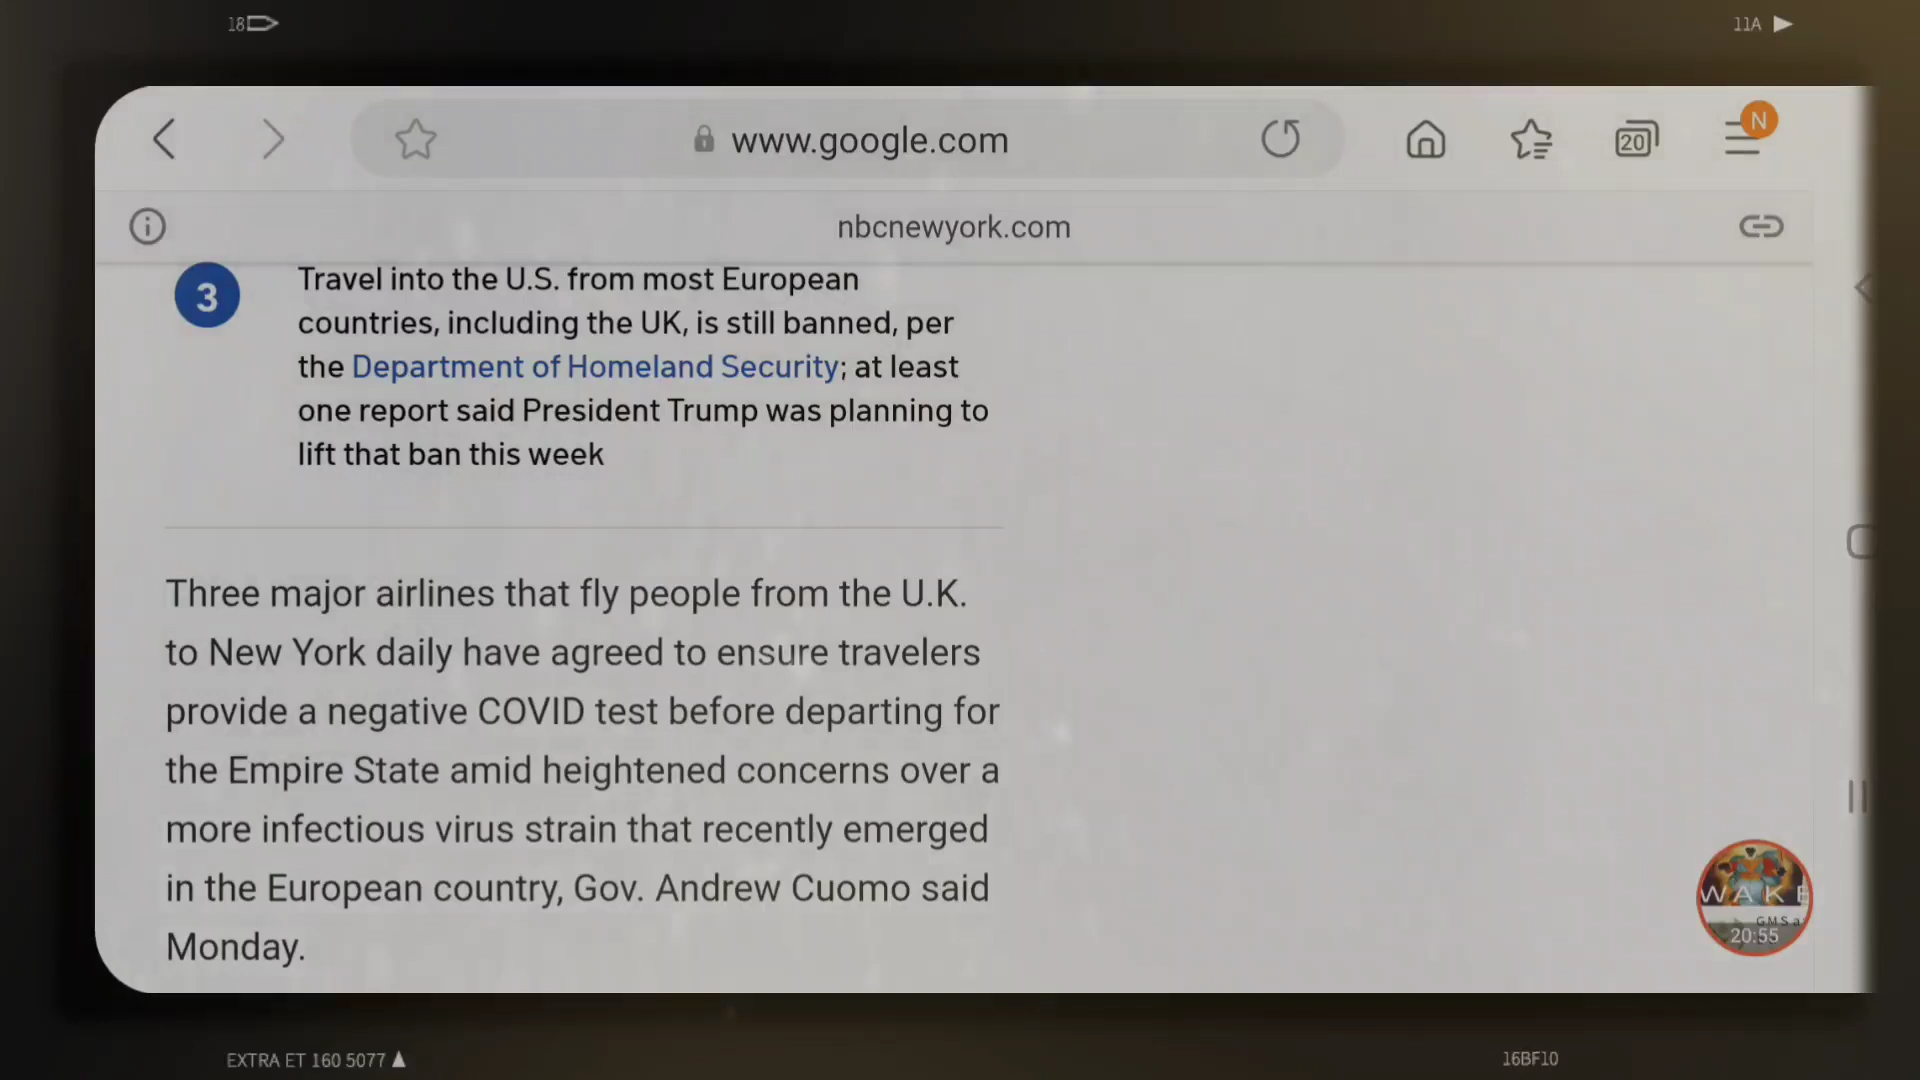 18
11A
www.google.com
20
N
nbcnewyork.com
3
Travel into the U.S. from most European
countries, including the UK, is still banned, per
the Department of Homeland Security; at least
one report said President Trump was planning to
lift that ban this week
Three major airlines that fly people from the U.K.
to New York daily have agreed to ensure travelers
provide a negative COVID test before departing for
the Empire State amid heightened concerns over a
more infectious virus strain that recently emerged
in the European country, Gov. Andrew Cuomo said
Monday.
WAKE
GMS a
20:55
EXTRA ET 160 5077
16BF10